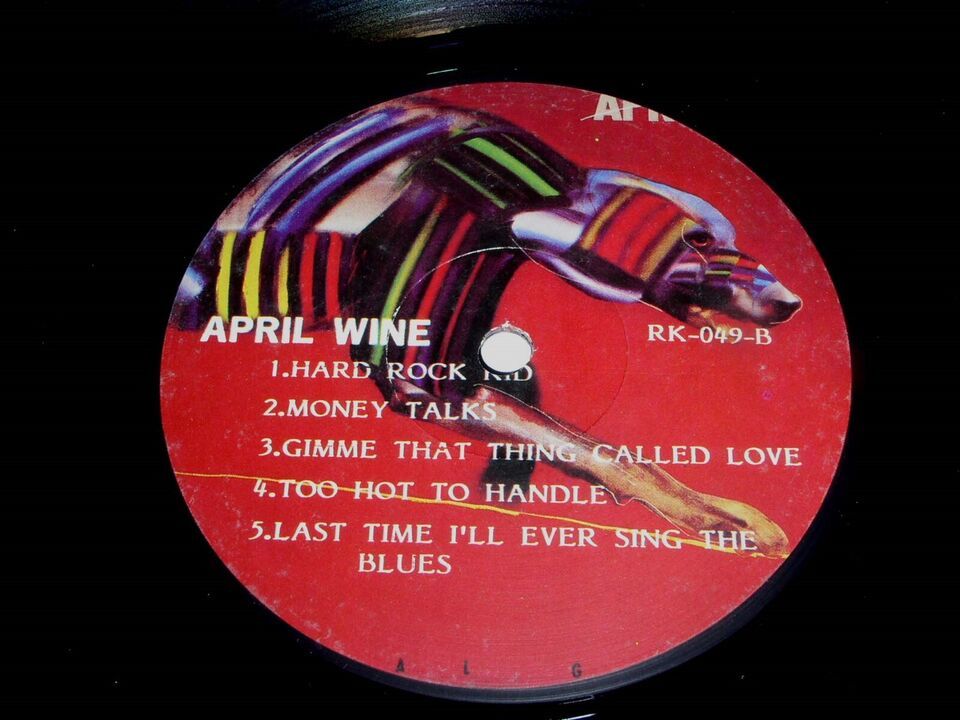 APRIL WINE
RK-049-B
1.HARD ROCK KID
2.MONEY TALKS
3.GIMME THAT THING CALLED LOVE
4.TOO HOT TO HANDLE
5.LAST TIME I'LL EVER SING THE
BLUES
A L G